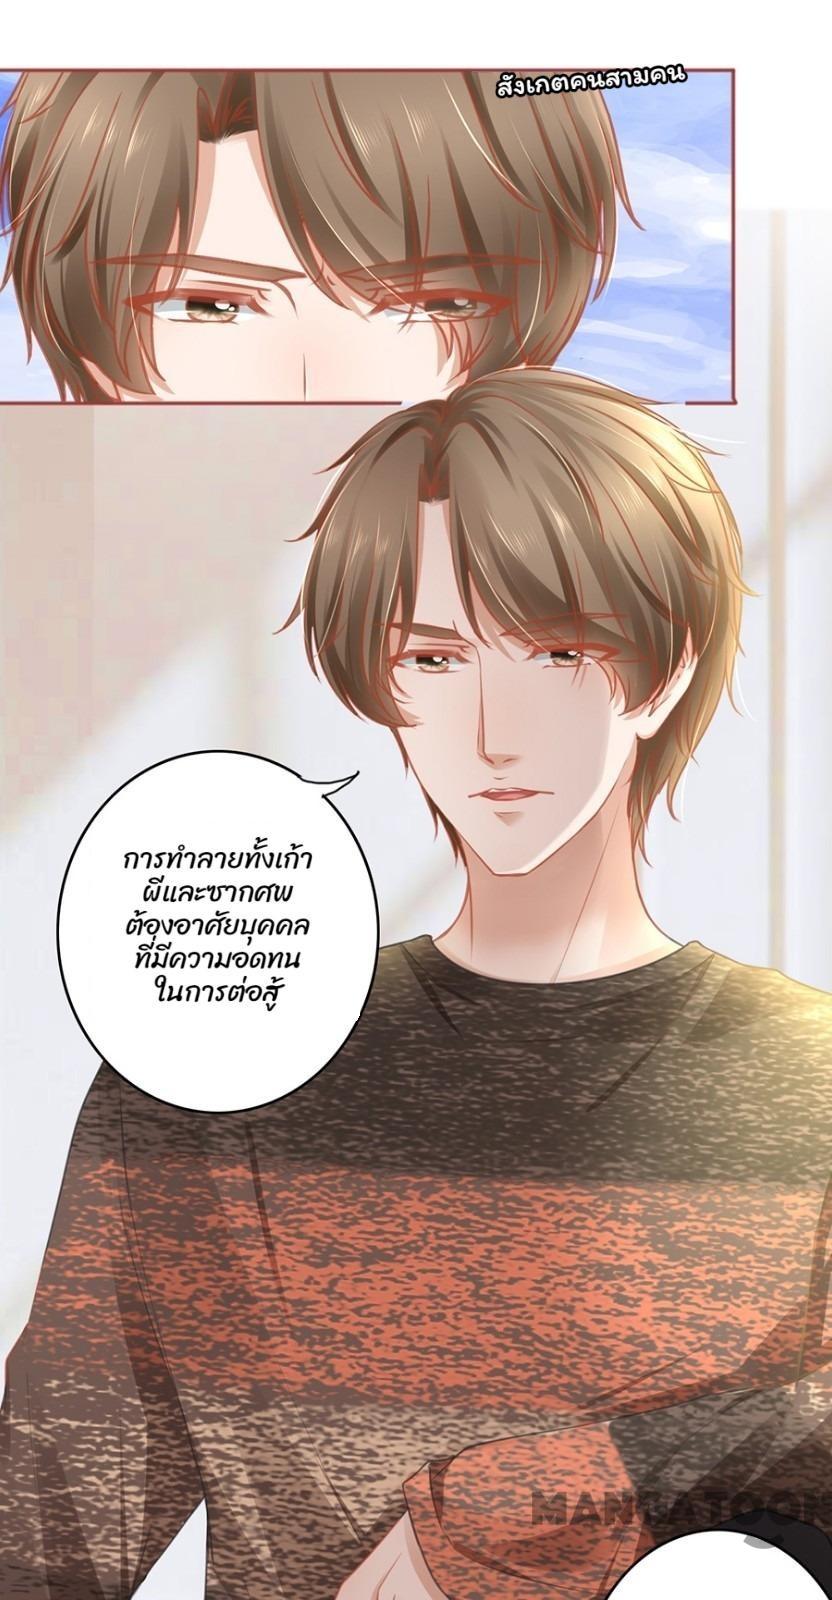 สังเกตคนสามคน
การทำลายทั้งเก้า
ผีและซากศพ
ต้องอาศัยบุคคล
ที่มีความอดทน
ในการต่อสู้
MANGATOON